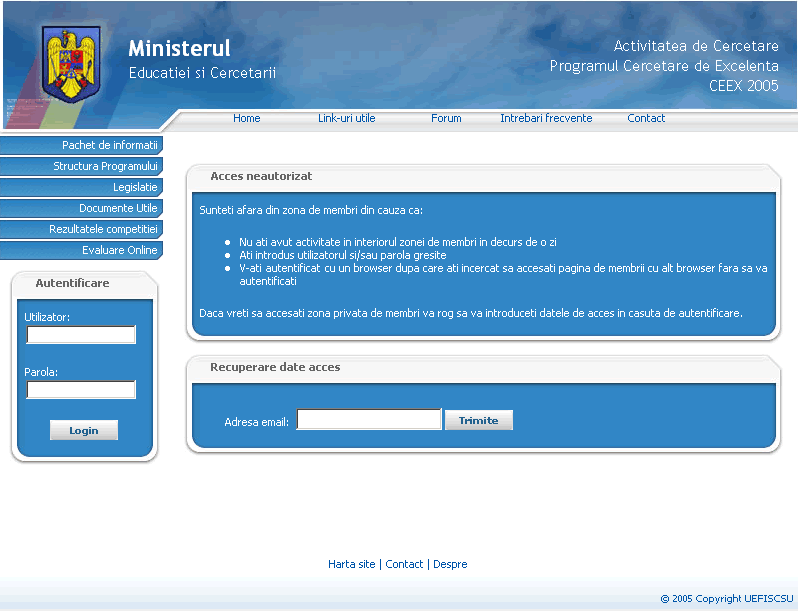 Ministerul
Educatiei si Cercetarii
Activitatea de Cercetare
Programul Cercetare de Excelenta
CEEX 2005
Home
Link-uri utile
Forum
Intrebari frecvente
Contact
Pachet de informatii
Structura Programului
Legislatie
Documente Utile
Rezultatele competitiei
Evaluare Online
Autentificare
Utilizator:
Parola:
Login
Acces neautorizat
Sunteti afara din zona de membri din cauza ca:
Nu ati avut activitate in interiorul zonei de membri in decurs de o zi
Ati introdus utilizatorul si/sau parola gresite
V-ati autentificat cu un browser dupa care ati incercat sa accesati pagina de membrii cu alt browser fara sa va
autentificati
Daca vreti sa accesati zona privata de membri va rog sa va introduceti datele de acces in casuta de autentificare.
Recuperare date acces
Adresa email:
Trimite
Harta site | Contact | Despre
© 2005 Copyright UEFISCSU